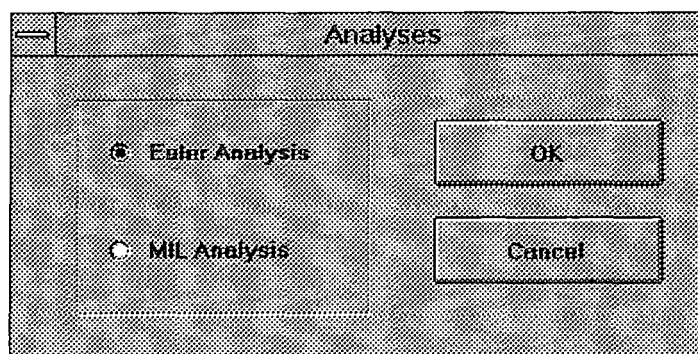 Analyses
Euler Analysis
OK
MIL Analysis
Cancel